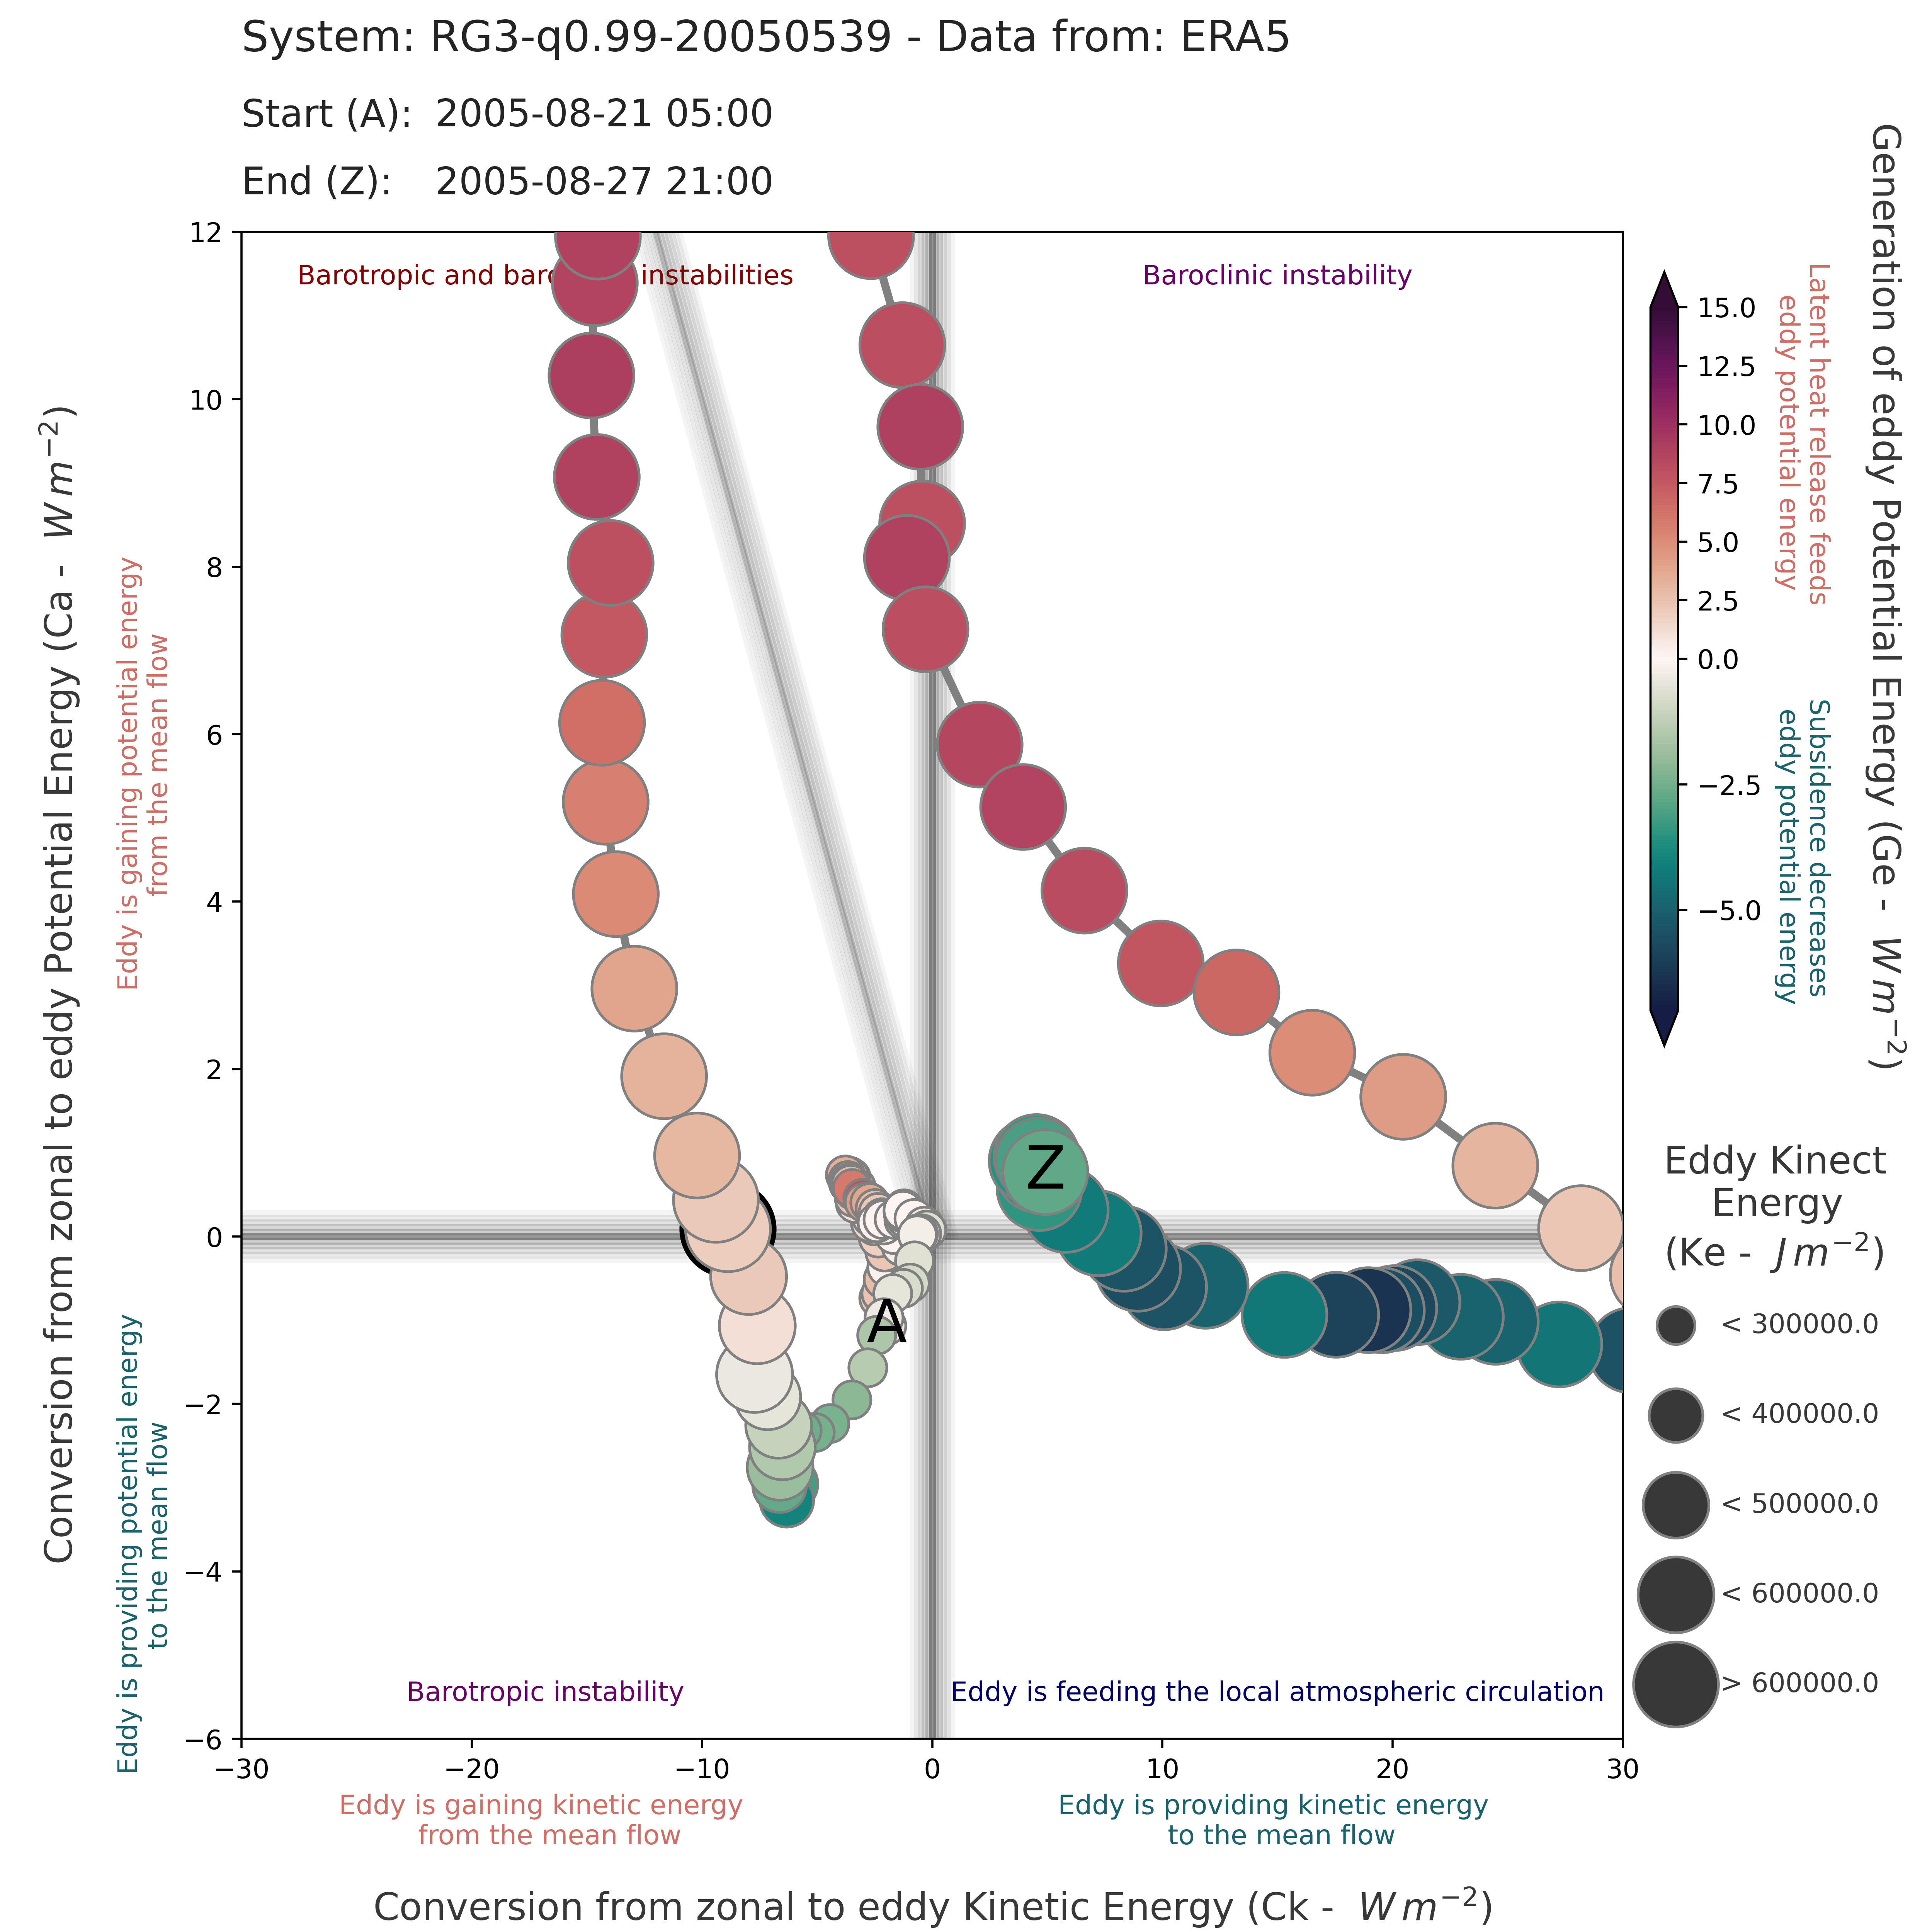 System: RG3-q0.99-20050539 - Data from: ERA5
Start (A): 2005-08-21 05:00
End (Z): 2005-08-27 21:00
Conversion from zonal to eddy Potential Energy (Ca - W m−2)
Eddy is gaining potential energy
from the mean flow
Eddy is providing potential energy
to the mean flow
12
10
8
6
4
2
0
−2
−4
−6
Barotropic and baro
instabilities
Baroclinic instability
Z
A
Barotropic instability
Eddy is feeding the local atmospheric circulation
−30
−20
−10
0
10
20
30
Eddy is gaining kinetic energy
from the mean flow
Eddy is providing kinetic energy
to the mean flow
Conversion from zonal to eddy Kinetic Energy (Ck - W m−2)
15.0
12.5
10.0
7.5
5.0
2.5
0.0
−2.5
−5.0
Latent heat release feeds
eddy potential energy
Subsidence decreases
eddy potential energy
Generation of eddy Potential Energy (Ge - W m−2)
Eddy Kinect
Energy
(Ke - J m−2)
< 300000.0
< 400000.0
< 500000.0
< 600000.0
> 600000.0